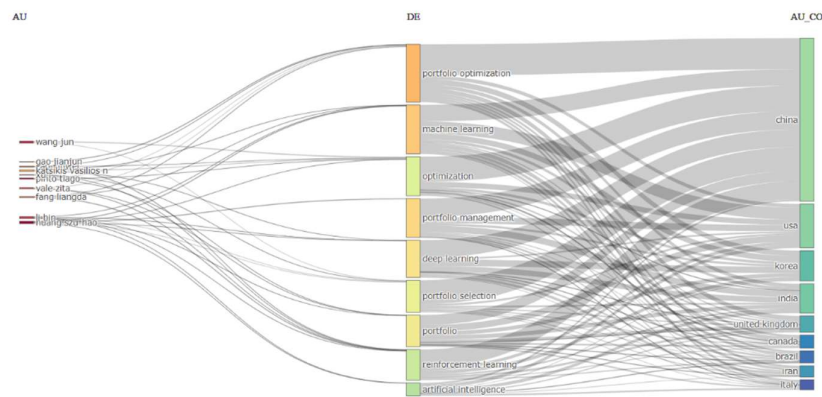 AU
DE
AU_CO
wang jun
gao jianjun
katsikis vasilios n
pinto tiago
vale zita
fang liangda
li bin
huang szu-hao
portfolio optimization
machine learning
optimization
portfolio management
deep learning
portfolio selection
portfolio
reinforcement learning
artificial intelligence
china
usa
korea
india
united kingdom
canada
brazil
iran
italy